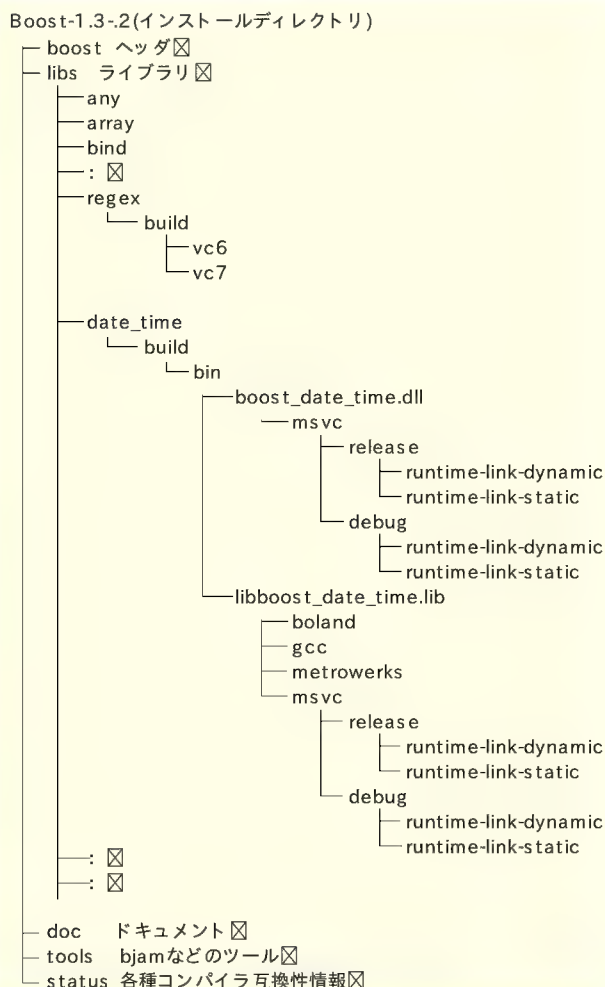 Boost-1.3-.2(インストールディレクトリ)
boost ヘッダ
libs ライブラリ
any
array
bind
:
regex
build
vc6
vc7
date_time
build
bin
boost_date_time.dll
msvc
release
runtime-link-dynamic
runtime-link-static
debug
runtime-link-dynamic
runtime-link-static
libboost_date_time.lib
boland
gcc
metrowerks
msvc
release
runtime-link-dynamic
runtime-link-static
debug
runtime-link-dynamic
runtime-link-static
:
:
doc ドキュメント
tools bjamなどのツール
status 各種コンパイラ互換性情報